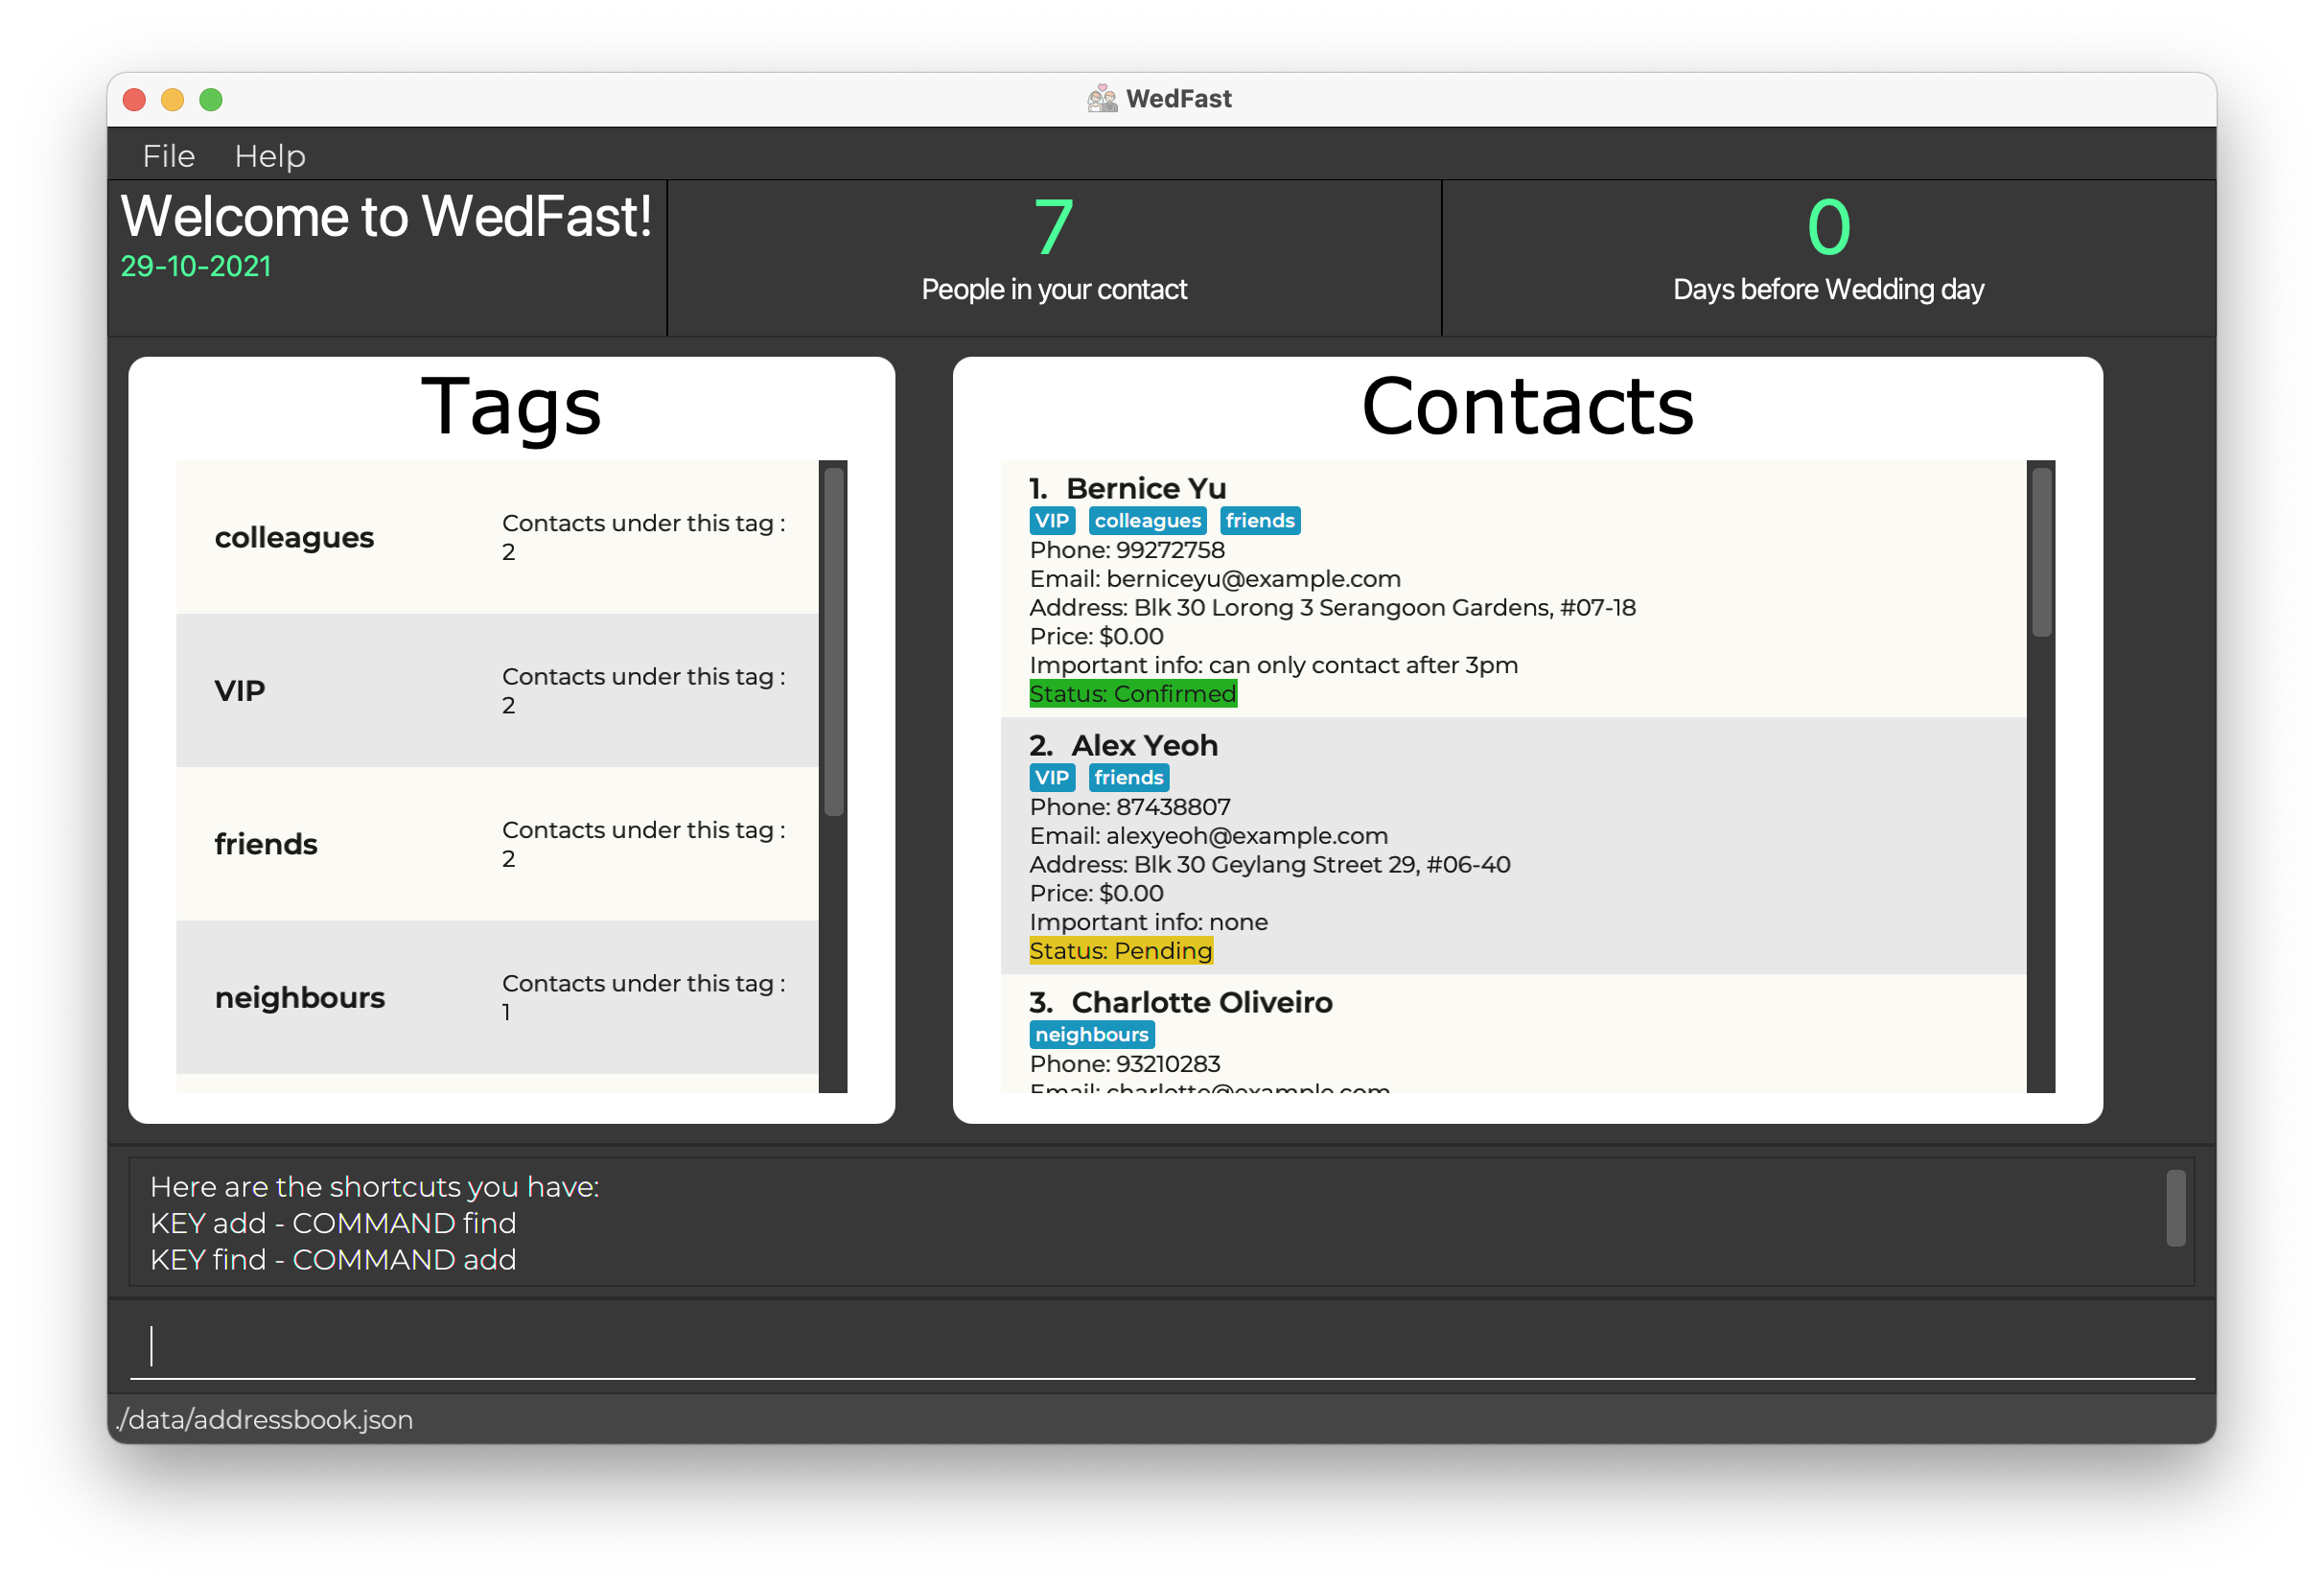 WedFast
File Help
Welcome to WedFast!
29-10-2021
7
People in your contact
0
Days before Wedding day
Tags
colleagues
Contacts under this tag :
2
VIP
Contacts under this tag :
2
friends
Contacts under this tag :
2
neighbours
Contacts under this tag :
1
Contacts
1. Bernice Yu
VIP colleagues friends
Phone: 99272758
Email: berniceyu@example.com
Address: Blk 30 Lorong 3 Serangoon Gardens, #07-18
Price: $0.00
Important info: can only contact after 3pm
Status: Confirmed
2. Alex Yeoh
VIP friends
Phone: 87438807
Email: alexyeoh@example.com
Address: Blk 30 Geylang Street 29, #06-40
Price: $0.00
Important info: none
Status: Pending
3. Charlotte Oliveiro
neighbours
Phone: 93210283
Email: charlotte@example.com
Here are the shortcuts you have:
KEY add - COMMAND find
KEY find - COMMAND add
./data/addressbook.json